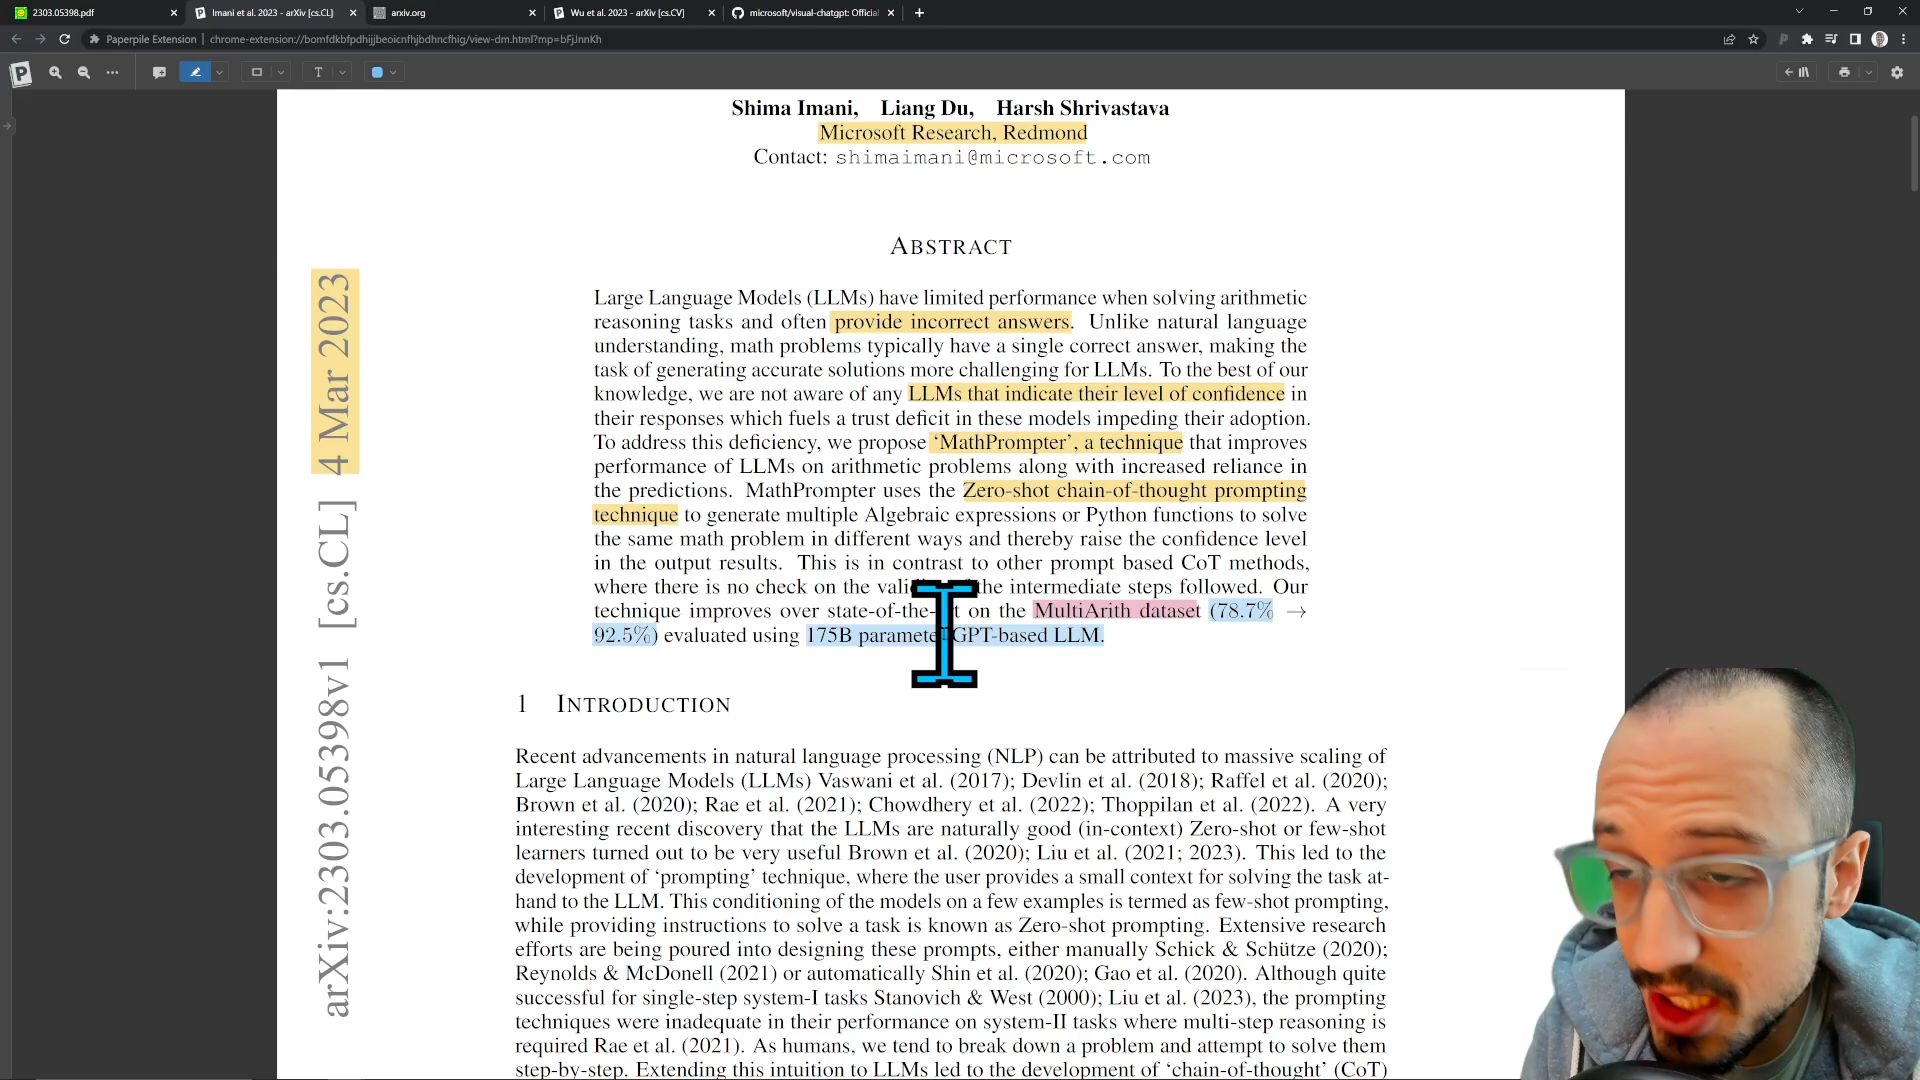 2303.05398.pdf
Imani et al. 2023 - arXiv [cs.CL]
arxiv.org
Wu et al. 2023 - arXiv [cs.CV]
microsoft/visual-chatgpt: Official
Paperpile Extension
chrome-extension://bomfdkbfpdhijjbeoicnfhjbdhncfhig/view-dm.html?mp=bFjJnnKh
Shima Imani, Liang Du, Harsh Shrivastava
Microsoft Research, Redmond
Contact: shimaimani@microsoft.com
ABSTRACT
Large Language Models (LLMs) have limited performance when solving arithmetic
reasoning tasks and often provide incorrect answers. Unlike natural language
understanding, math problems typically have a single correct answer, making the
task of generating accurate solutions more challenging for LLMs. To the best of our
knowledge, we are not aware of any LLMs that indicate their level of confidence in
their responses which fuels a trust deficit in these models impeding their adoption.
To address this deficiency, we propose ‘MathPrompter’, a technique that improves
performance of LLMs on arithmetic problems along with increased reliance in
the predictions. MathPrompter uses the Zero-shot chain-of-thought prompting
technique to generate multiple Algebraic expressions or Python functions to solve
the same math problem in different ways and thereby raise the confidence level
in the output results. This is in contrast to other prompt based CoT methods,
where there is no check on the vali the intermediate steps followed. Our
technique improves over state-of-the- t on the MultiArith dataset (78.7% →
92.5%) evaluated using 175B paramete GPT-based LLM.
1 INTRODUCTION
Recent advancements in natural language processing (NLP) can be attributed to massive scaling of
Large Language Models (LLMs) Vaswani et al. (2017); Devlin et al. (2018); Raffel et al. (2020);
Brown et al. (2020); Rae et al. (2021); Chowdhery et al. (2022); Thoppilan et al. (2022). A very
interesting recent discovery that the LLMs are naturally good (in-context) Zero-shot or few-shot
learners turned out to be very useful Brown et al. (2020); Liu et al. (2021; 2023). This led to the
development of ‘prompting’ technique, where the user provides a small context for solving the task at-
hand to the LLM. This conditioning of the models on a few examples is termed as few-shot prompting,
while providing instructions to solve a task is known as Zero-shot prompting. Extensive research
efforts are being poured into designing these prompts, either manually Schick & Schütze (2020);
Reynolds & McDonell (2021) or automatically Shin et al. (2020); Gao et al. (2020). Although quite
successful for single-step system-I tasks Stanovich & West (2000); Liu et al. (2023), the prompting
techniques were inadequate in their performance on system-II tasks where multi-step reasoning is
required Rae et al. (2021). As humans, we tend to break down a problem and attempt to solve them
step-by-step. Extending this intuition to LLMs led to the development of ‘chain-of-thought’ (CoT)
arXiv:2303.05398v1 [cs.CL] 4 Mar 2023